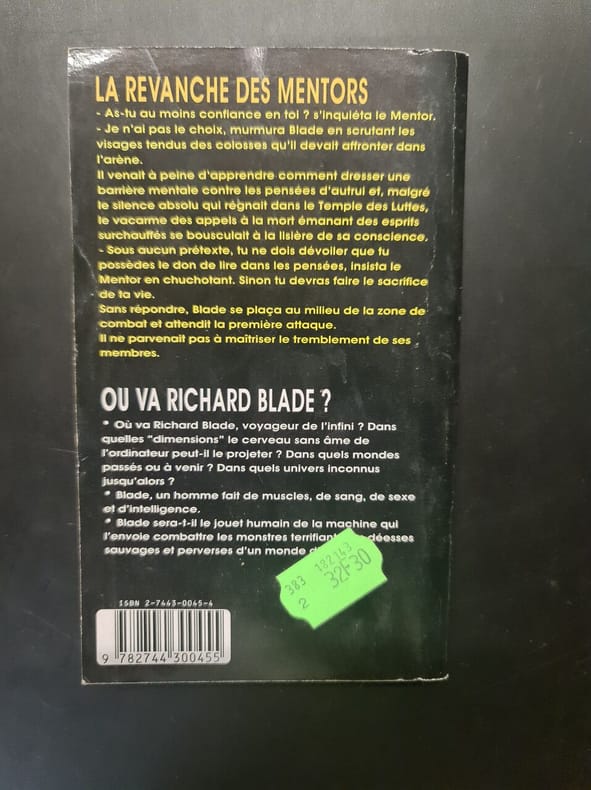 LA REVANCHE DES MENTORS
- As-tu au moins confiance en toi ? s'inquiéta le Mentor.
- Je n'ai pas le choix, murmura Blade en scrutant les
visages tendus des colosses qu'il devait affronter dans
l'arène.
Il venait à peine d'apprendre comment dresser une
barrière mentale contre les pensées d'autrui et, malgré
le silence absolu qui régnait dans le Temple des Luttes,
le vacarme des appels à la mort émanant des esprits
surchauffés se bousculait à la lisière de sa conscience.
- Sous aucun prétexte, tu ne dois dévoiler que tu
possèdes le don de lire dans les pensées, insista le
Mentor en chuchotant. Sinon tu devras faire le sacrifice
de ta vie.
Sans répondre, Blade se plaça au milieu de la zone de
combat et attendit la première attaque.
Il ne parvenait pas à maîtriser le tremblement de ses
membres.
OU VA RICHARD BLADE ?
* Où va Richard Blade, voyageur de l'infini ? Dans
quelles "dimensions" le cerveau sans âme de
l'ordinateur peut-il le projeter ? Dans quels mondes
passés ou à venir ? Dans quels univers inconnus
jusqu'alors ?
* Blade, un homme fait de muscles, de sang, de sexe
et d'intelligence.
* Blade sera-t-il le jouet humain de la machine qui
l'envoie combattre les monstres déesses
sauvages et perverses d'un monde
383 182143
2 32F30
ISBN 2-7443-0045-4
9 782744 300455